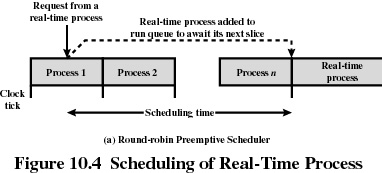 Request from a
real-time process
Real-time process added to
run queue to await its next slice
Process 1
Process 2
Process n
Real-time
process
Clock
tick
Scheduling time
(a) Round-robin Preemptive Scheduler
Figure 10.4 Scheduling of Real-Time Process